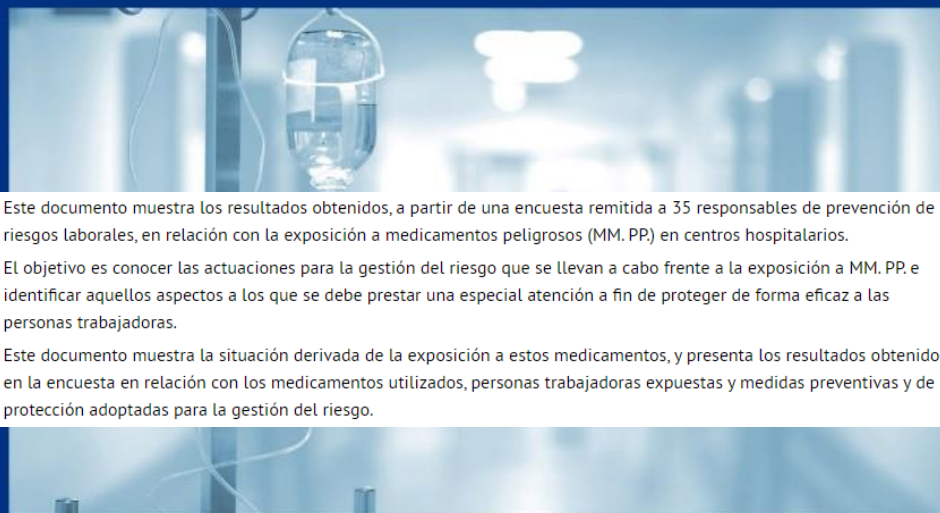 Este documento muestra los resultados obtenidos, a partir de una encuesta remitida a 35 responsables de prevención de
riesgos laborales, en relación con la exposición a medicamentos peligrosos (MM. PP.) en centros hospitalarios.
El objetivo es conocer las actuaciones para la gestión del riesgo que se llevan a cabo frente a la exposición a MM. PP. e
identificar aquellos aspectos a los que se debe prestar una especial atención a fin de proteger de forma eficaz a las
personas trabajadoras.
Este documento muestra la situación derivada de la exposición a estos medicamentos, y presenta los resultados obtenido
en la encuesta en relación con los medicamentos utilizados, personas trabajadoras expuestas y medidas preventivas y de
protección adoptadas para la gestión del riesgo.